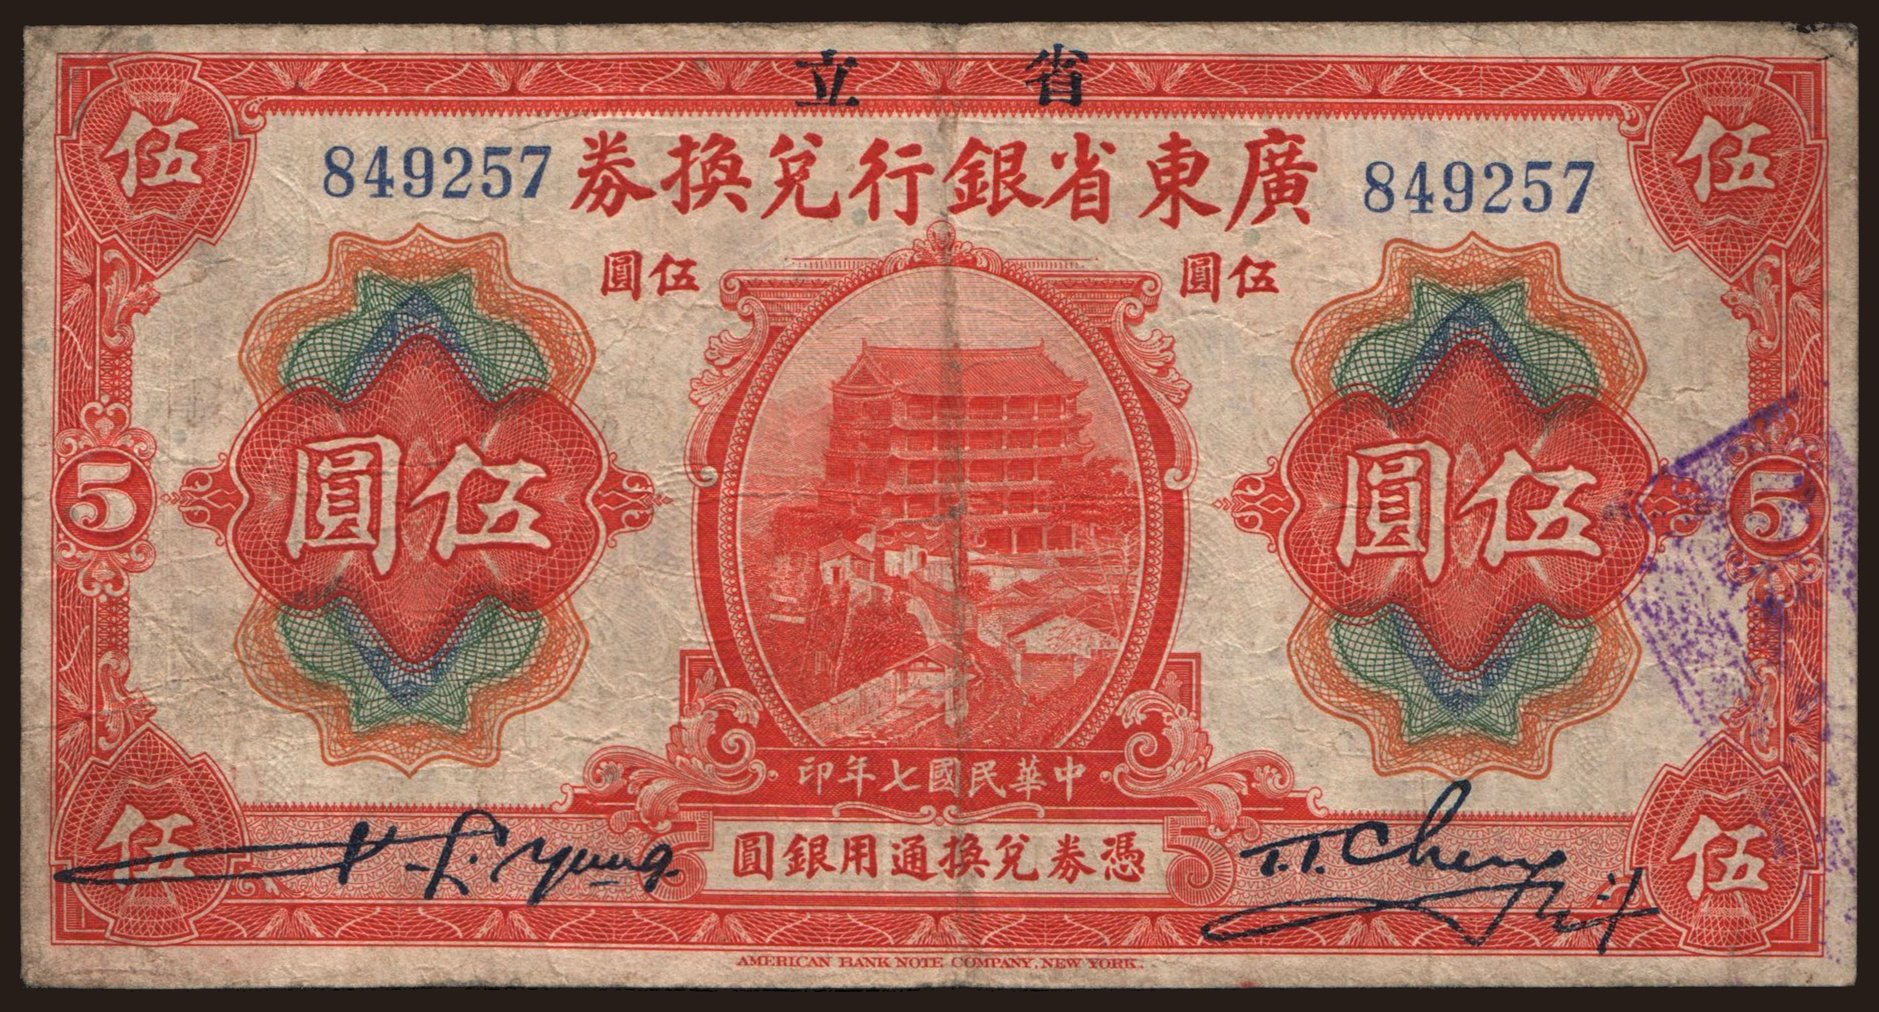 省立
廣東省銀行兌換券
849257
849257
伍圓
伍圓
伍
伍
伍圓
伍圓
5
5
中華民國七年印
憑券兌換通用銀圓
伍
伍
T.T. Cheng
AMERICAN BANK NOTE COMPANY, NEW YORK.